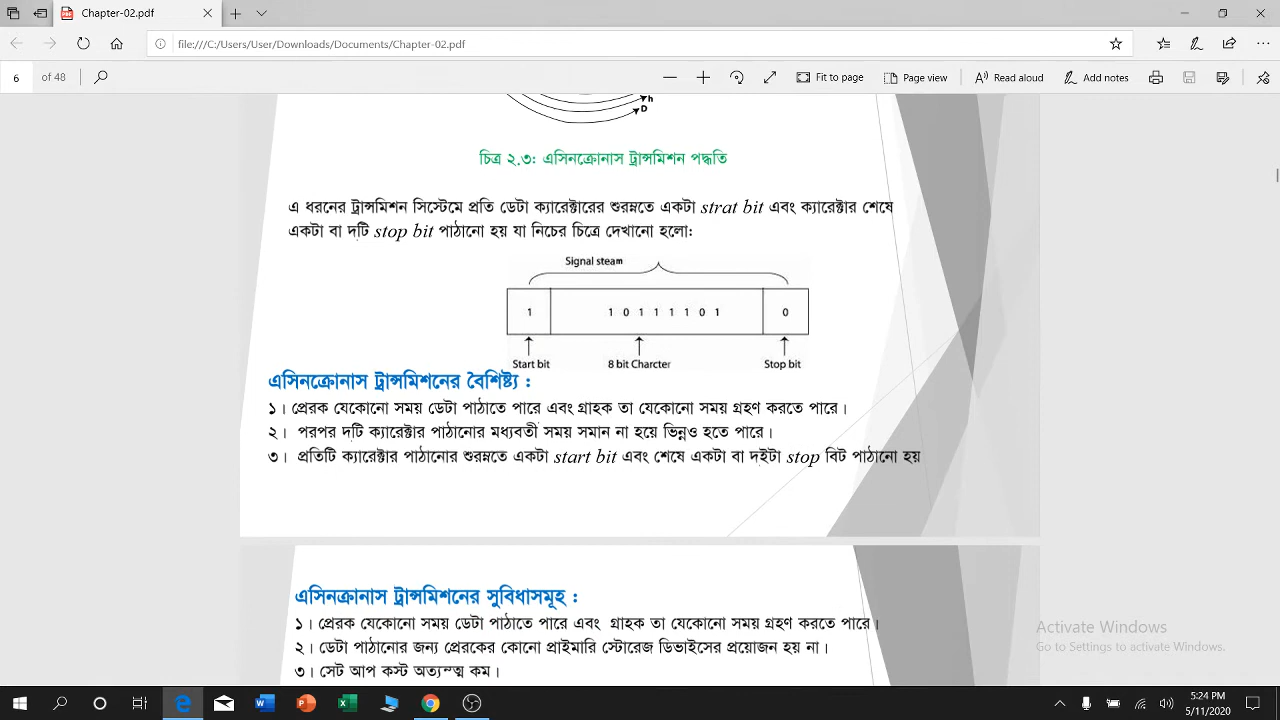 Chapter-02.pdf
file:///C:/Users/User/Downloads/Documents/Chapter-02.pdf
6 of 48 Fit to page Page view Read aloud Add notes
h
D
চিত্র ২.৩: এসিনক্রোনাস ট্রান্সমিশন পদ্ধতি
এ ধরনের ট্রান্সমিশন সিস্টেমে প্রতি ডেটা ক্যারেক্টারের শুরম্নতে একটা strat bit এবং ক্যারেক্টার শেষে
একটা বা দুটি stop bit পাঠানো হয় যা নিচের চিত্রে দেখানো হলো:
Signal steam
1 1 0 1 1 1 1 0 1 0
Start bit 8 bit Charcter Stop bit
এসিনক্রোনাস ট্রান্সমিশনের বৈশিষ্ট্য :
১। প্রেরক যেকোনো সময় ডেটা পাঠাতে পারে এবং গ্রাহক তা যেকোনো সময় গ্রহণ করতে পারে।
২। পরপর দুটি ক্যারেক্টার পাঠানোর মধ্যবর্তী সময় সমান না হয়ে ভিন্নও হতে পারে।
৩। প্রতিটি ক্যারেক্টার পাঠানোর শুরম্নতে একটা start bit এবং শেষে একটা বা দুইটা stop বিট পাঠানো হয়
এসিনক্রানাস ট্রান্সমিশনের সুবিধাসমূহ :
১। প্রেরক যেকোনো সময় ডেটা পাঠাতে পারে এবং গ্রাহক তা যেকোনো সময় গ্রহণ করতে পারে।
২। ডেটা পাঠানোর জন্য প্রেরকের কোনো প্রাইমারি স্টোরেজ ডিভাইসের প্রয়োজন হয় না।
৩। সেট আপ কস্ট অত্যন্ত্ম কম।
Activate Windows
Go to Settings to activate Windows.
5:24 PM
5/11/2020